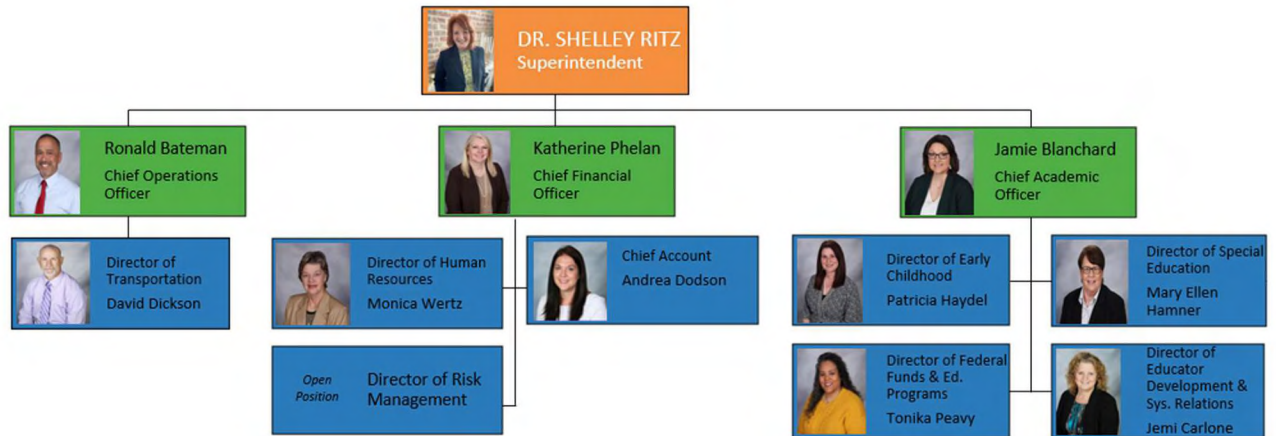 DR. SHELLEY RITZ
Superintendent
Ronald Bateman
Chief Operations
Officer
Katherine Phelan
Chief Financial
Officer
Jamie Blanchard
Chief Academic
Officer
Director of
Transportation
David Dickson
Director of Human
Resources
Monica Wertz
Chief Account
Andrea Dodson
Director of Early
Childhood
Patricia Haydel
Director of Special
Education
Mary Ellen
Hamner
Open
Position
Director of Risk
Management
Director of Federal
Funds & Ed.
Programs
Tonika Peavy
Director of
Educator
Development &
Sys. Relations
Jemi Carlone